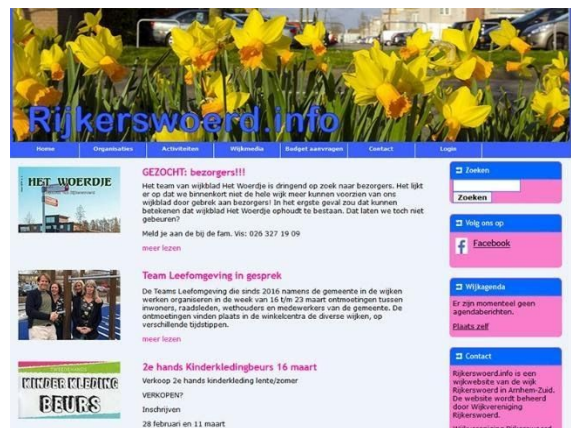 Rijkerswoerd.info
Home Organisaties Activiteiten Wijkmedia Budget aanvragen Contact Login
HET WOERDJE
GEZOCHT: bezorgers!!!
Het team van wijkblad Het Woerdje is dringend op zoek naar bezorgers. Het lijkt
er op dat we binnenkort niet de hele wijk meer kunnen voorzien van ons
wijkblad door gebrek aan bezorgers! In het ergste geval zou dat kunnen
betekenen dat wijkblad Het Woerdje ophoudt te bestaan. Dat laten we toch niet
gebeuren?
Meld je aan de bij de fam. Vis: 026 327 19 09
meer lezen
Team Leefomgeving in gesprek
De Teams Leefomgeving die sinds 2016 namens de gemeente in de wijken
werken organiseren in de week van 16 t/m 23 maart ontmoetingen tussen
inwoners, raadsleden, wethouders en medewerkers van de gemeente. De
ontmoetingen vinden plaats in de winkelcentra de diverse wijken, op
verschillende tijdstippen.
meer lezen
KINDER KLEDING
BEURS
2e hands Kinderkledingbeurs 16 maart
Verkoop 2e hands kinderkleding lente/zomer
VERKOPEN?
Inschrijven
28 februari en 11 maart
Zoeken
Zoeken
Volg ons op
Facebook
Wijkagenda
Er zijn momenteel geen
agendaberichten.
Plaats zelf
Contact
Rijkerswoerd.info is een
wijkwebsite van de wijk
Rijkerswoerd in Arnhem-Zuid.
De website wordt beheerd
door Wijkvereniging
Rijkerswoerd.
Wijkvereniging Rijkerswoord